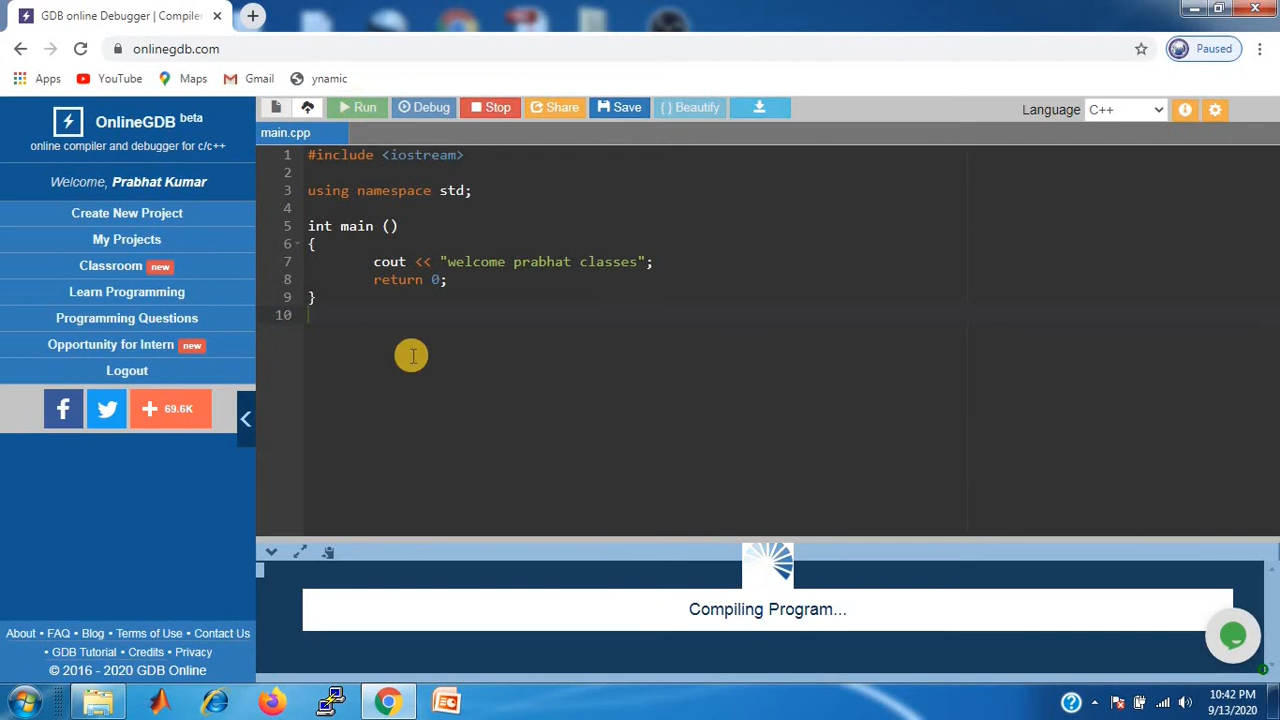 GDB online Debugger | Compiler
onlinegdb.com
Paused
Apps
YouTube
Maps
Gmail
ynamic
OnlineGDB beta
online compiler and debugger for c/c++
Welcome, Prabhat Kumar
Create New Project
My Projects
Classroom new
Learn Programming
Programming Questions
Opportunity for Intern new
Logout
69.6K
About • FAQ • Blog • Terms of Use • Contact Us
• GDB Tutorial • Credits • Privacy
© 2016 - 2020 GDB Online
Run
Debug
Stop
Share
Save
{ } Beautify
Language C++
main.cpp
1 #include <iostream>
2
3 using namespace std;
4
5 int main ()
6 {
7 cout << "welcome prabhat classes";
8 return 0;
9 }
10
Compiling Program...
10:42 PM
9/13/2020